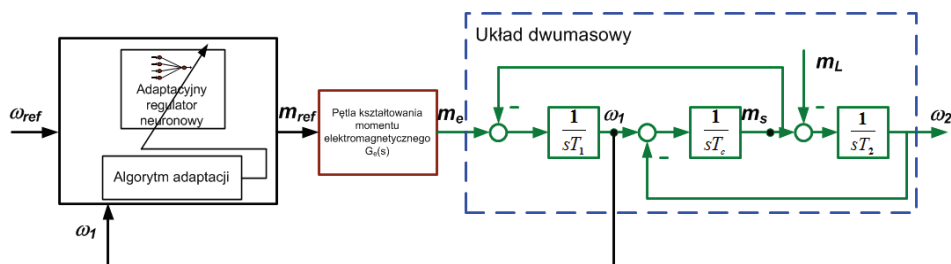 Układ dwumasowy
Adaptacyjny
regulator
neuronowy
Algorytm adaptacji
ω_ref
ω_1
m_ref
Pętla kształtowania
momentu
elektromagnetycznego
G_e(s)
m_e
1
sT_1
ω_1
1
sT_c
m_s
m_L
1
sT_2
ω_2